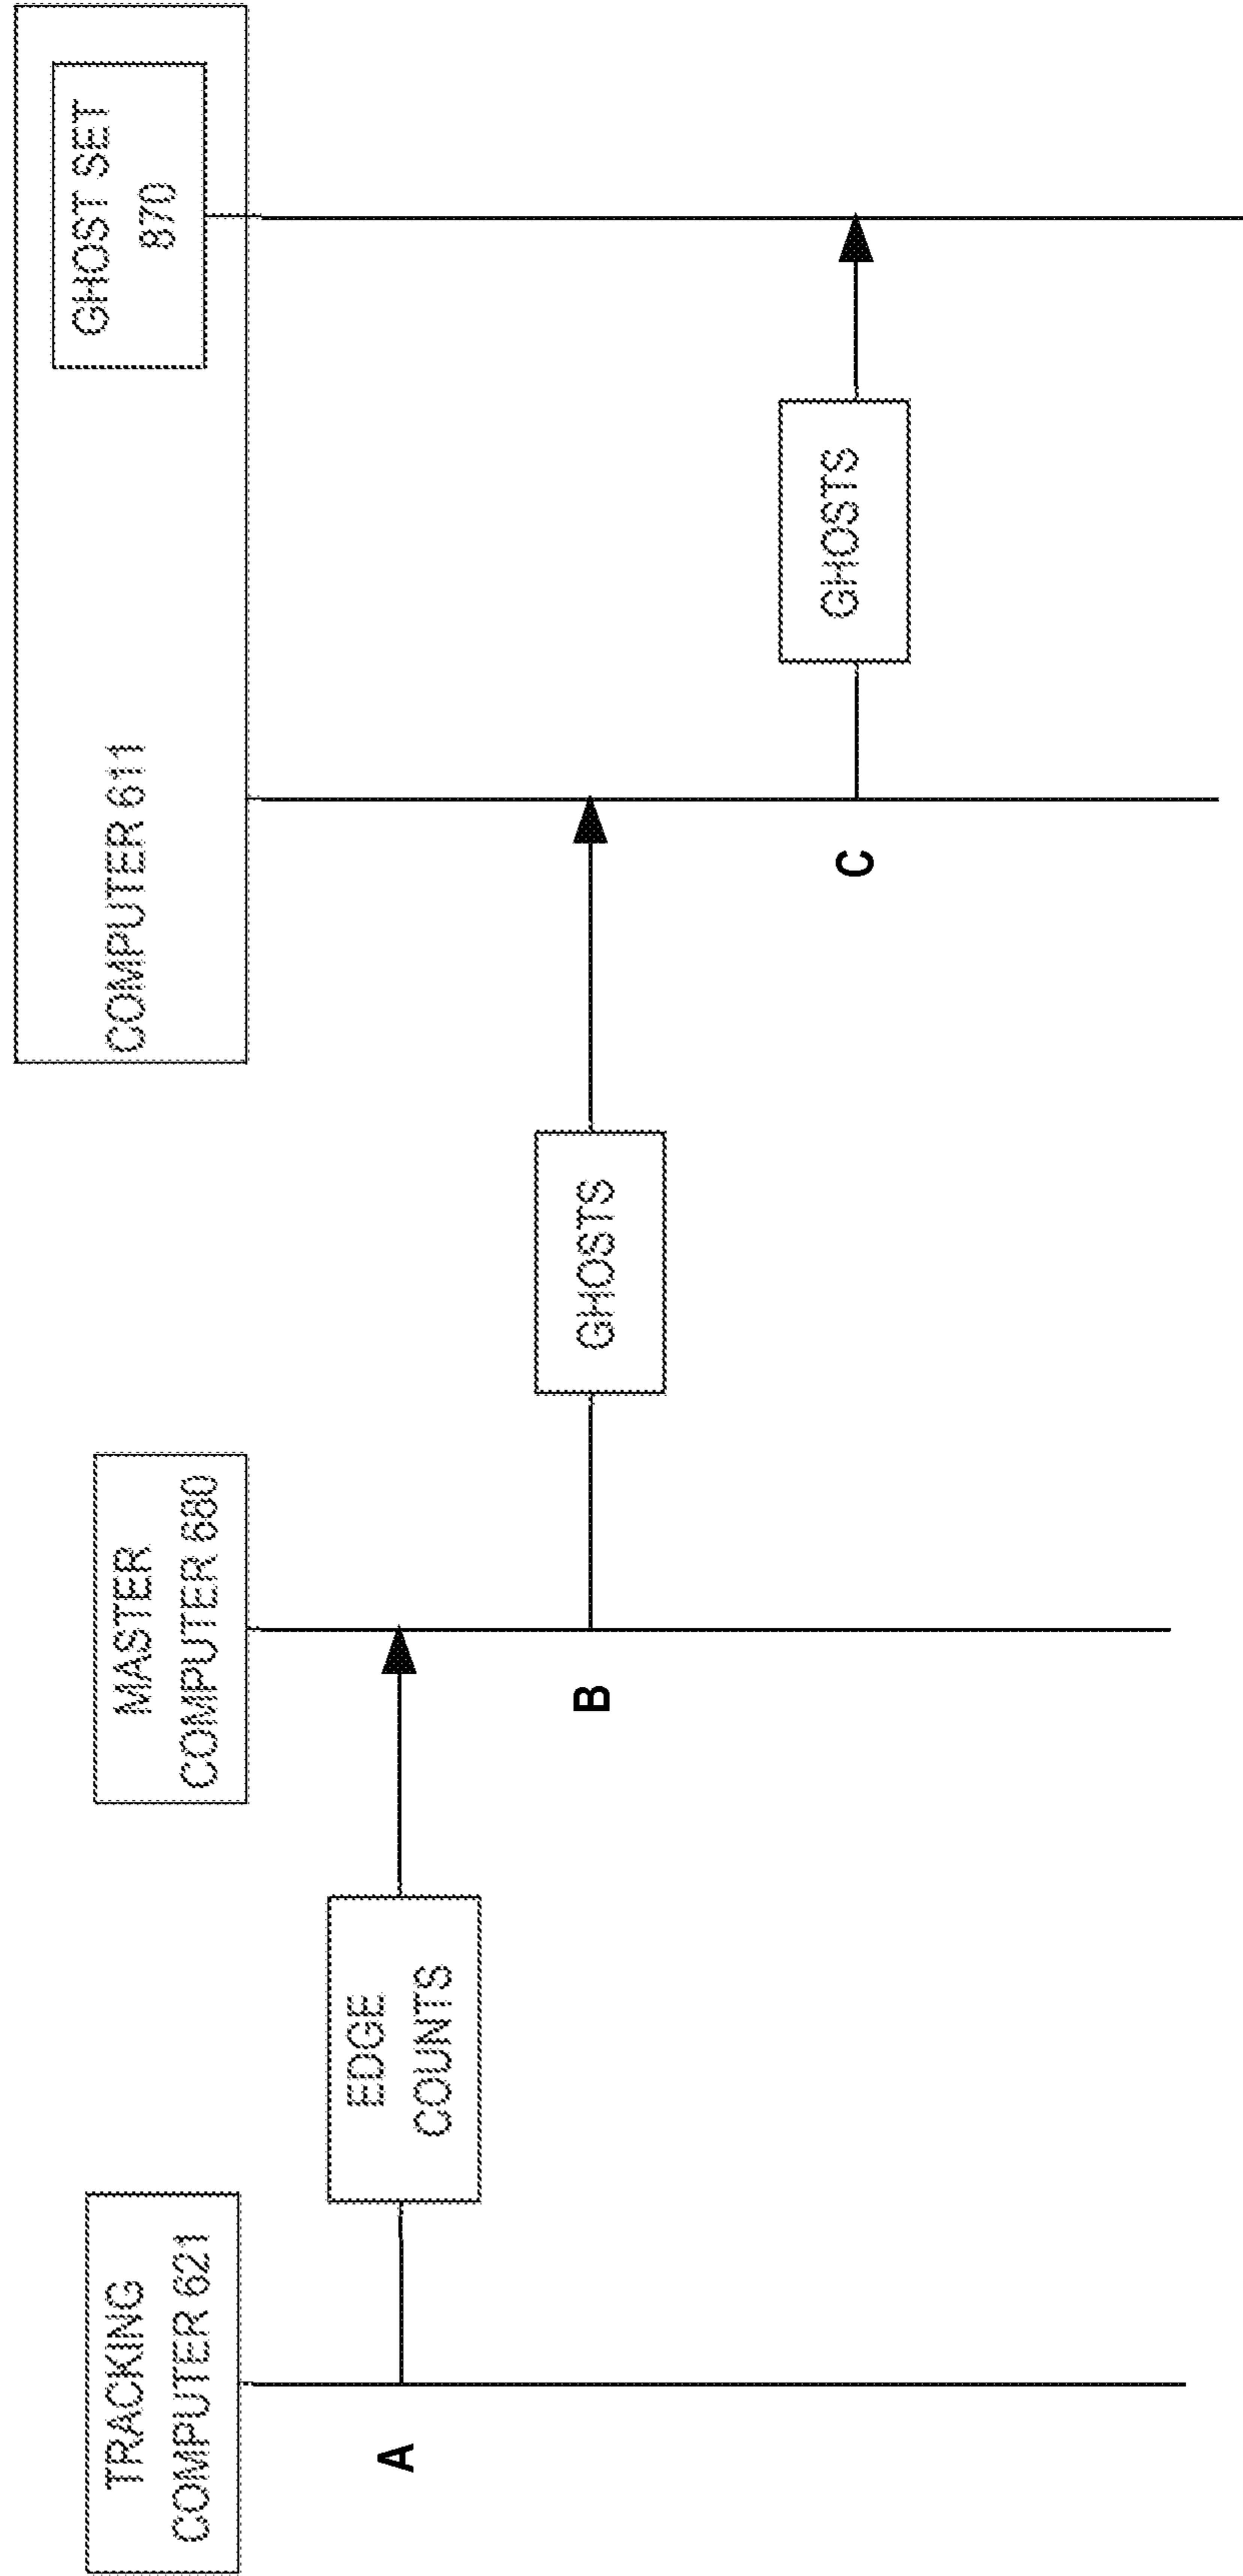 TRACKING
COMPUTER 621
MASTER
COMPUTER 680
COMPUTER 611
GHOST SET
870
A
EDGE
COUNTS
B
GHOSTS
C
GHOSTS